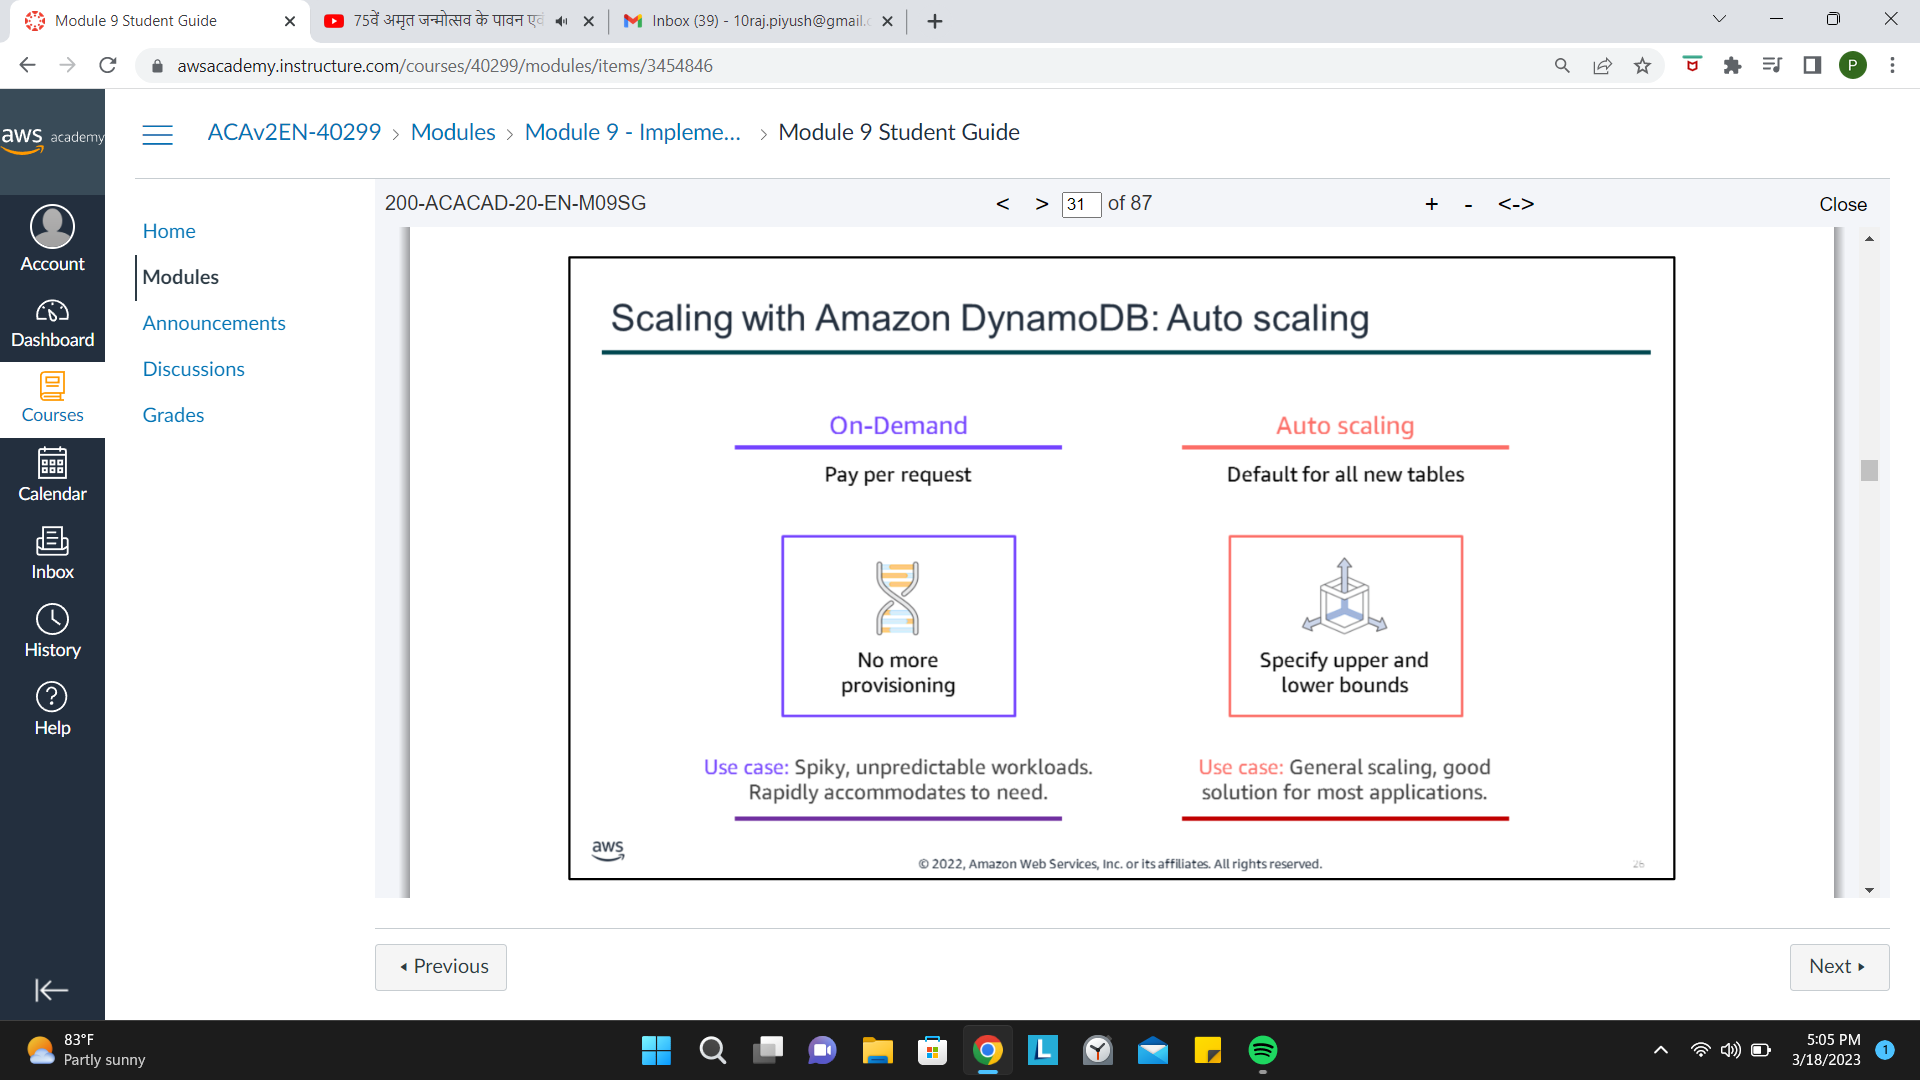 Module 9 Student Guide
75वें अमृत जन्मोत्सव के पावन
Inbox (39) - 10raj.piyush@gmail.
awsacademy.instructure.com/courses/40299/modules/items/3454846
P
aws academy
ACAv2EN-40299 > Modules > Module 9 - Impleme... > Module 9 Student Guide
Account
Dashboard
Courses
Calendar
Inbox
History
Help
Home
Modules
Announcements
Discussions
Grades
200-ACACAD-20-EN-M09SG
< > 31 of 87
+ - <->
Close
Scaling with Amazon DynamoDB: Auto scaling
On-Demand
Pay per request
No more
provisioning
Use case: Spiky, unpredictable workloads.
Rapidly accommodates to need.
Auto scaling
Default for all new tables
Specify upper and
lower bounds
Use case: General scaling, good
solution for most applications.
aws
© 2022, Amazon Web Services, Inc. or its affiliates. All rights reserved.
26
Previous
Next
83°F
Partly sunny
L
5:05 PM
3/18/2023
1